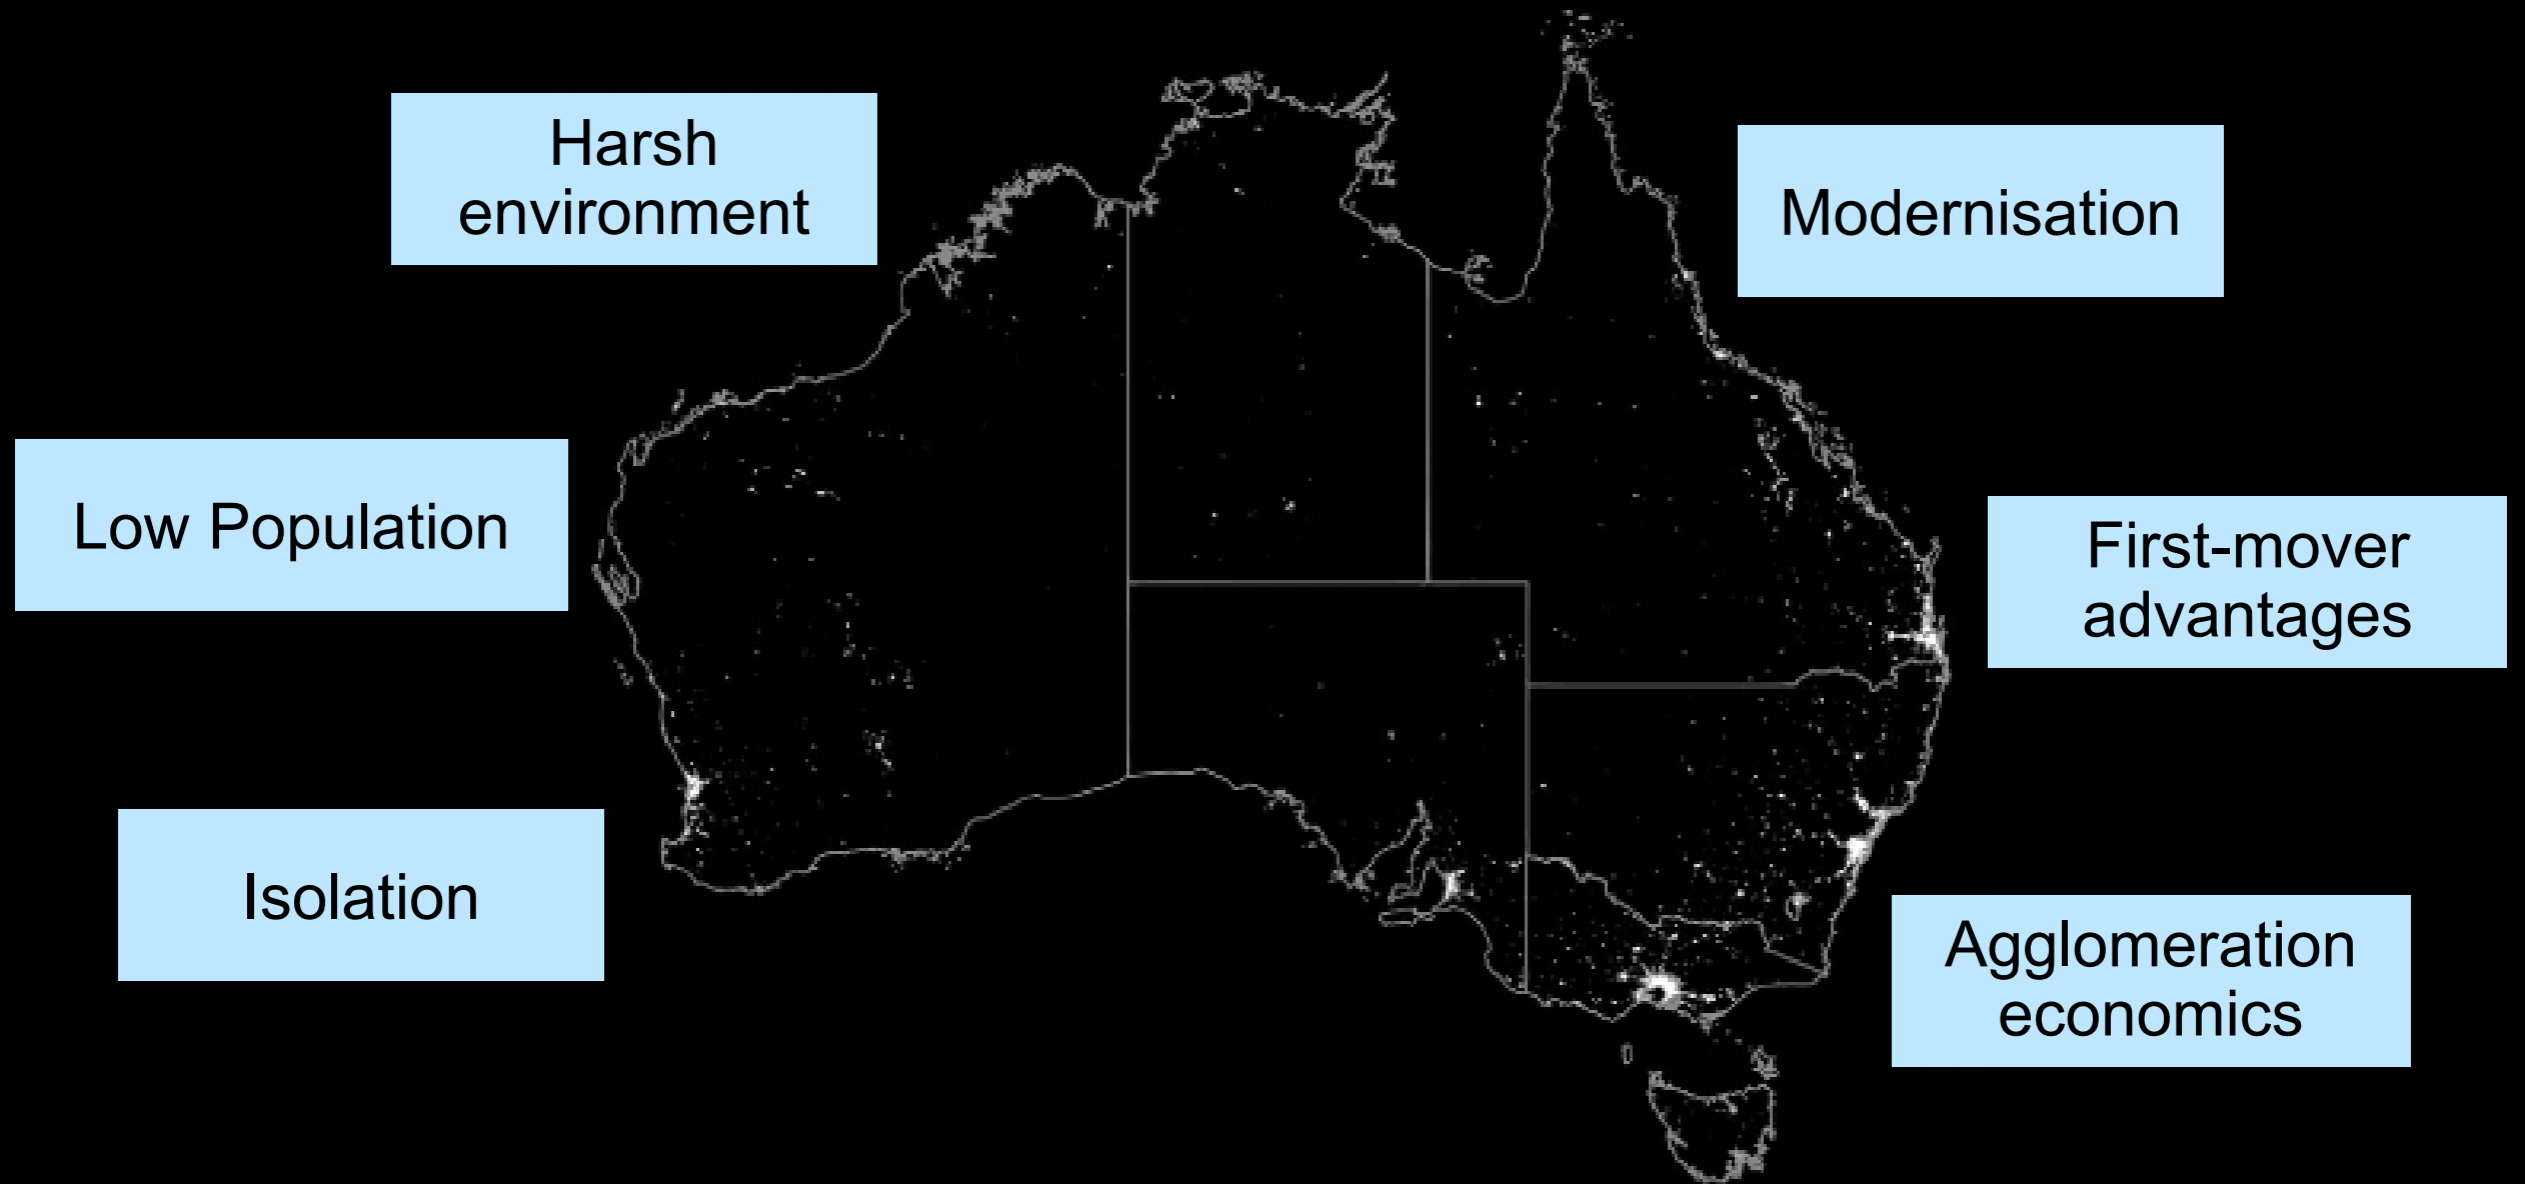 Harsh
environment
Modernisation
Low Population
First-mover
advantages
Isolation
Agglomeration
economics